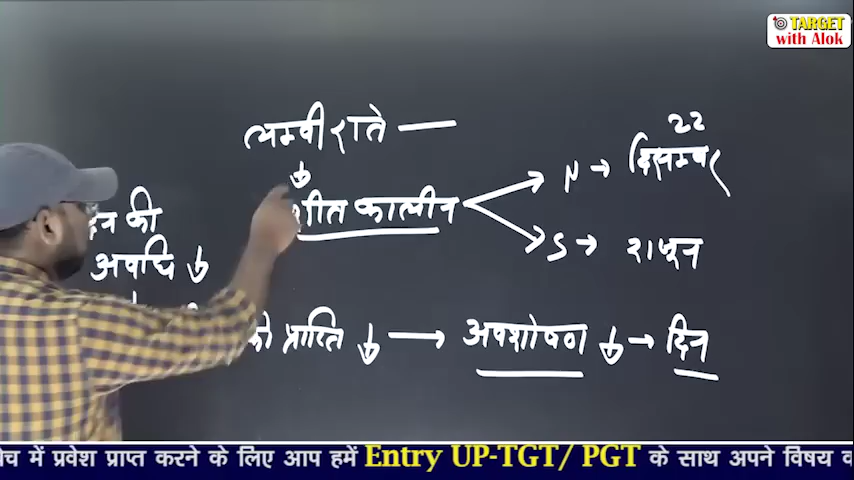 TARGET
with Alok
लम्बी राते —
↓
शीत कालीन
N → 22 दिसम्बर
S → 21 जून
की
अवधि ↓
की प्राप्ति ↓ → अवशोषण ↓ → दिन
में प्रवेश प्राप्त करने के लिए आप हमें Entry UP-TGT/ PGT के साथ अपने विषय